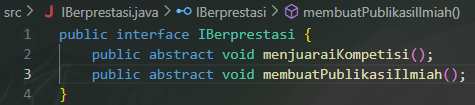 src > J IBerprestasi.java > IBerprestasi > membuatPublikasiIlmiah()
1 public interface IBerprestasi {
2 public abstract void menjuaraiKompetisi();
3 public abstract void membuatPublikasiIlmiah();
4 }